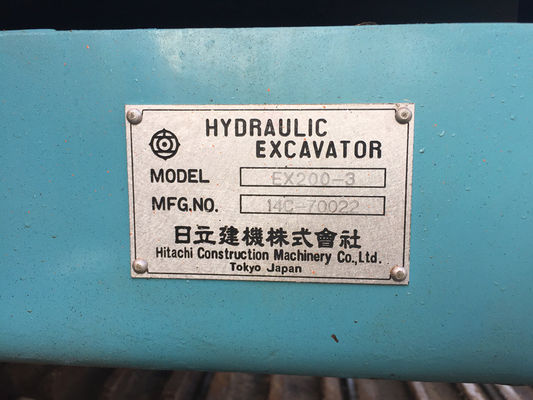 HYDRAULIC
EXCAVATOR
MODEL EX200-3
MFG.NO. 14C-70022
日立建機株式會社
Hitachi Construction Machinery Co.,Ltd.
Tokyo Japan